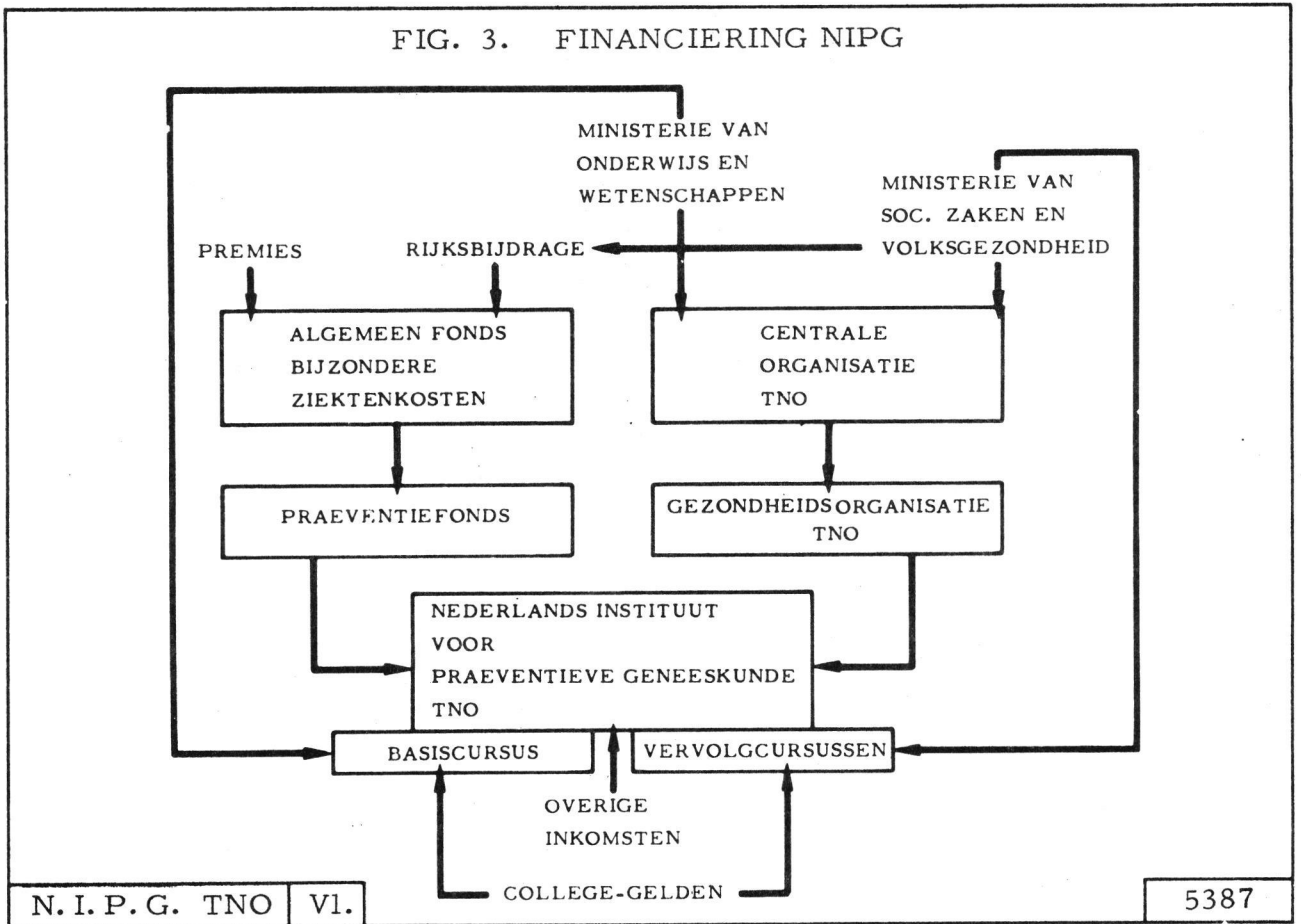 FIG. 3. FINANCIERING NIPG
MINISTERIE VAN
ONDERWIJS EN
WETENSCHAPPEN
MINISTERIE VAN
SOC. ZAKEN EN
VOLKSGEZONDHEID
PREMIES
RIJKSBIJDRAGE
ALGEMEEN FONDS
BIJZONDERE
ZIEKTENKOSTEN
CENTRALE
ORGANISATIE
TNO
PRAEVENTIEFONDS
GEZONDHEIDSORGANISATIE
TNO
NEDERLANDS INSTITUUT
VOOR
PRAEVENTIEVE GENEESKUNDE
TNO
BASISCURSUS
VERVOLGCURSUSSEN
OVERIGE
INKOMSTEN
COLLEGE-GELDEN
N.I.P.G. TNO
V1.
5387